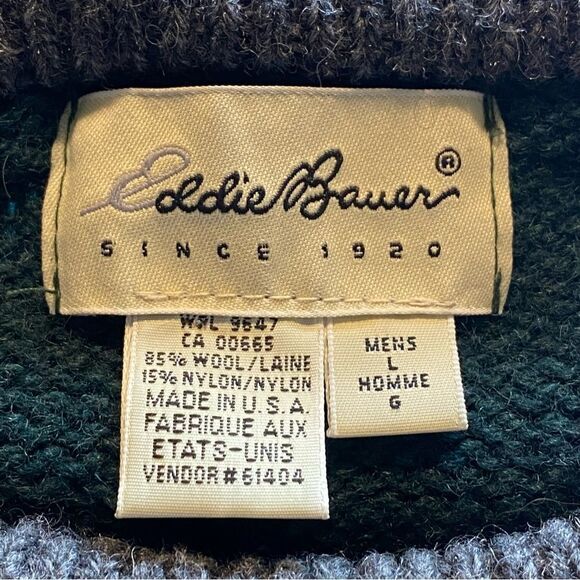 Eddie Bauer®
SINCE 1920
WPL 9647
CA 00665
85% WOOL/LAINE
15% NYLON/NYLON
MADE IN U.S.A.
FABRIQUE AUX
ETATS-UNIS
VENDOR#61404
MENS
L
HOMME
G